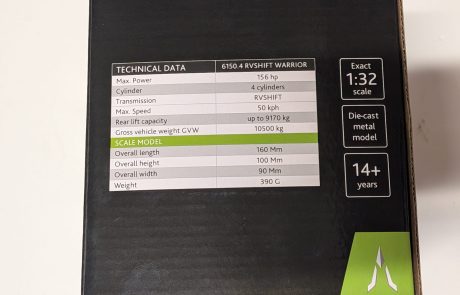 TECHNICAL DATA 6150.4 RVSHIFT WARRIOR
Max. Power 156 hp
Cylinder 4 cylinders
Transmission RVSHIFT
Max. Speed 50 kph
Rear lift capacity up to 9170 kg
Gross vehicle weight GVW 10500 kg
SCALE MODEL
Overall length 160 Mm
Overall height 100 Mm
Overall width 90 Mm
Weight 390 G
Exact
1:32
scale
Die-cast
metal
model
14+
years